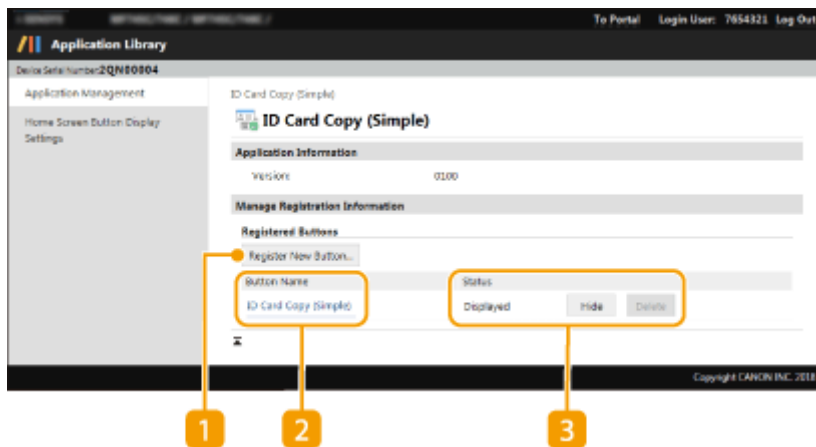 To Portal Login User: 7654321 Log Out
Application Library
Device Serial Number:2QN00004
Application Management
Home Screen Button Display
Settings
ID Card Copy (Simple)
ID Card Copy (Simple)
Application Information
Version: 0100
Manage Registration Information
Registered Buttons
Register New Button...
Button Name Status
ID Card Copy (Simple) Displayed Hide Delete
Copyright CANON INC. 2018
1 2 3